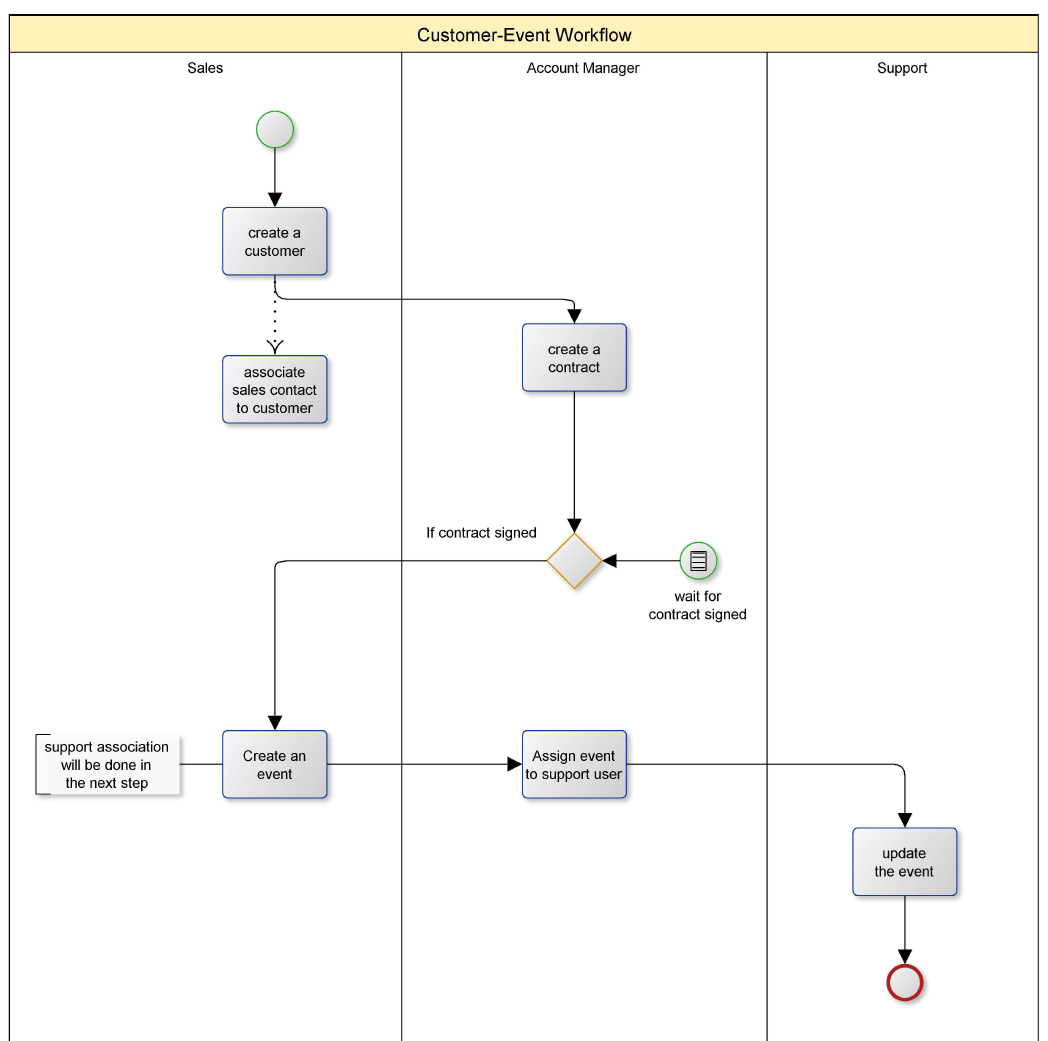 Customer-Event Workflow
Sales
Account Manager
Support
create a
customer
create a
contract
associate
sales contact
to customer
If contract signed
wait for
contract signed
support association
will be done in
the next step
Create an
event
Assign event
to support user
update
the event